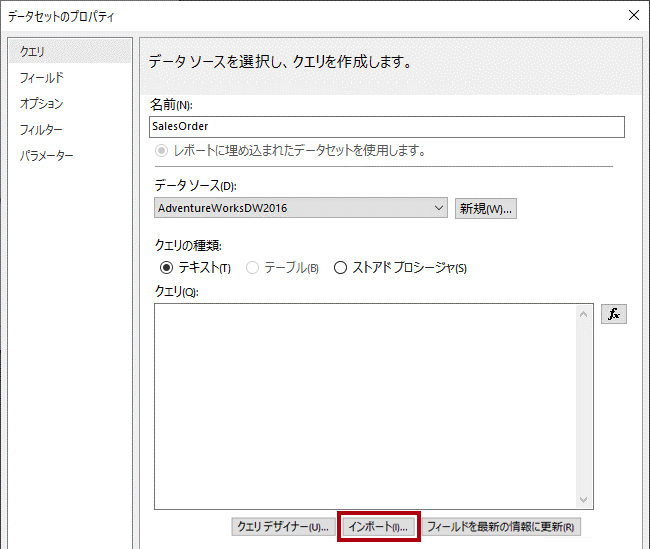 データセットのプロパティ
クエリ
フィールド
オプション
フィルター
パラメーター
データ ソースを選択し、クエリを作成します。
名前(N):
SalesOrder
レポートに埋め込まれたデータセットを使用します。
データ ソース(D):
AdventureWorksDW2016
新規(W)...
クエリの種類:
テキスト(T) テーブル(B) ストアド プロシージャ(S)
クエリ(Q):
fx
クエリ デザイナー(U)... インポート(I)... フィールドを最新の情報に更新(R)